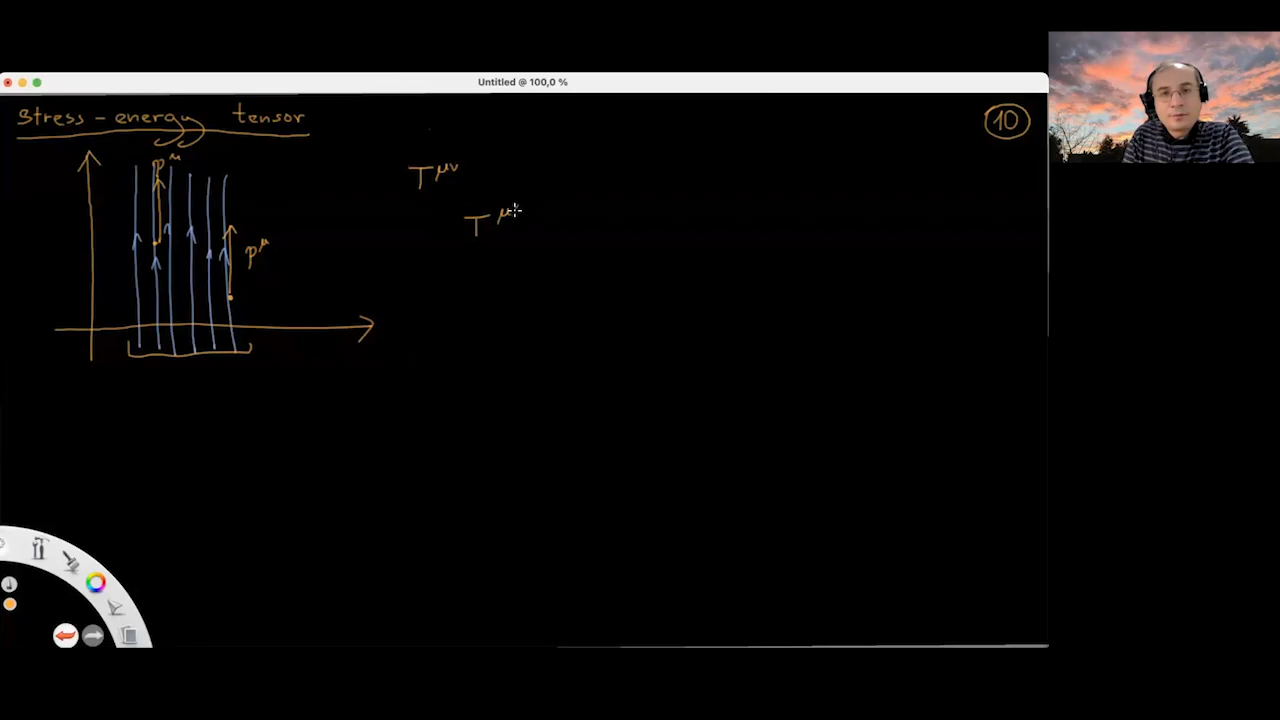 Untitled @ 100,0 %
Stress-energy tensor
10
p^μ
T^μν
T^μ
p^μ